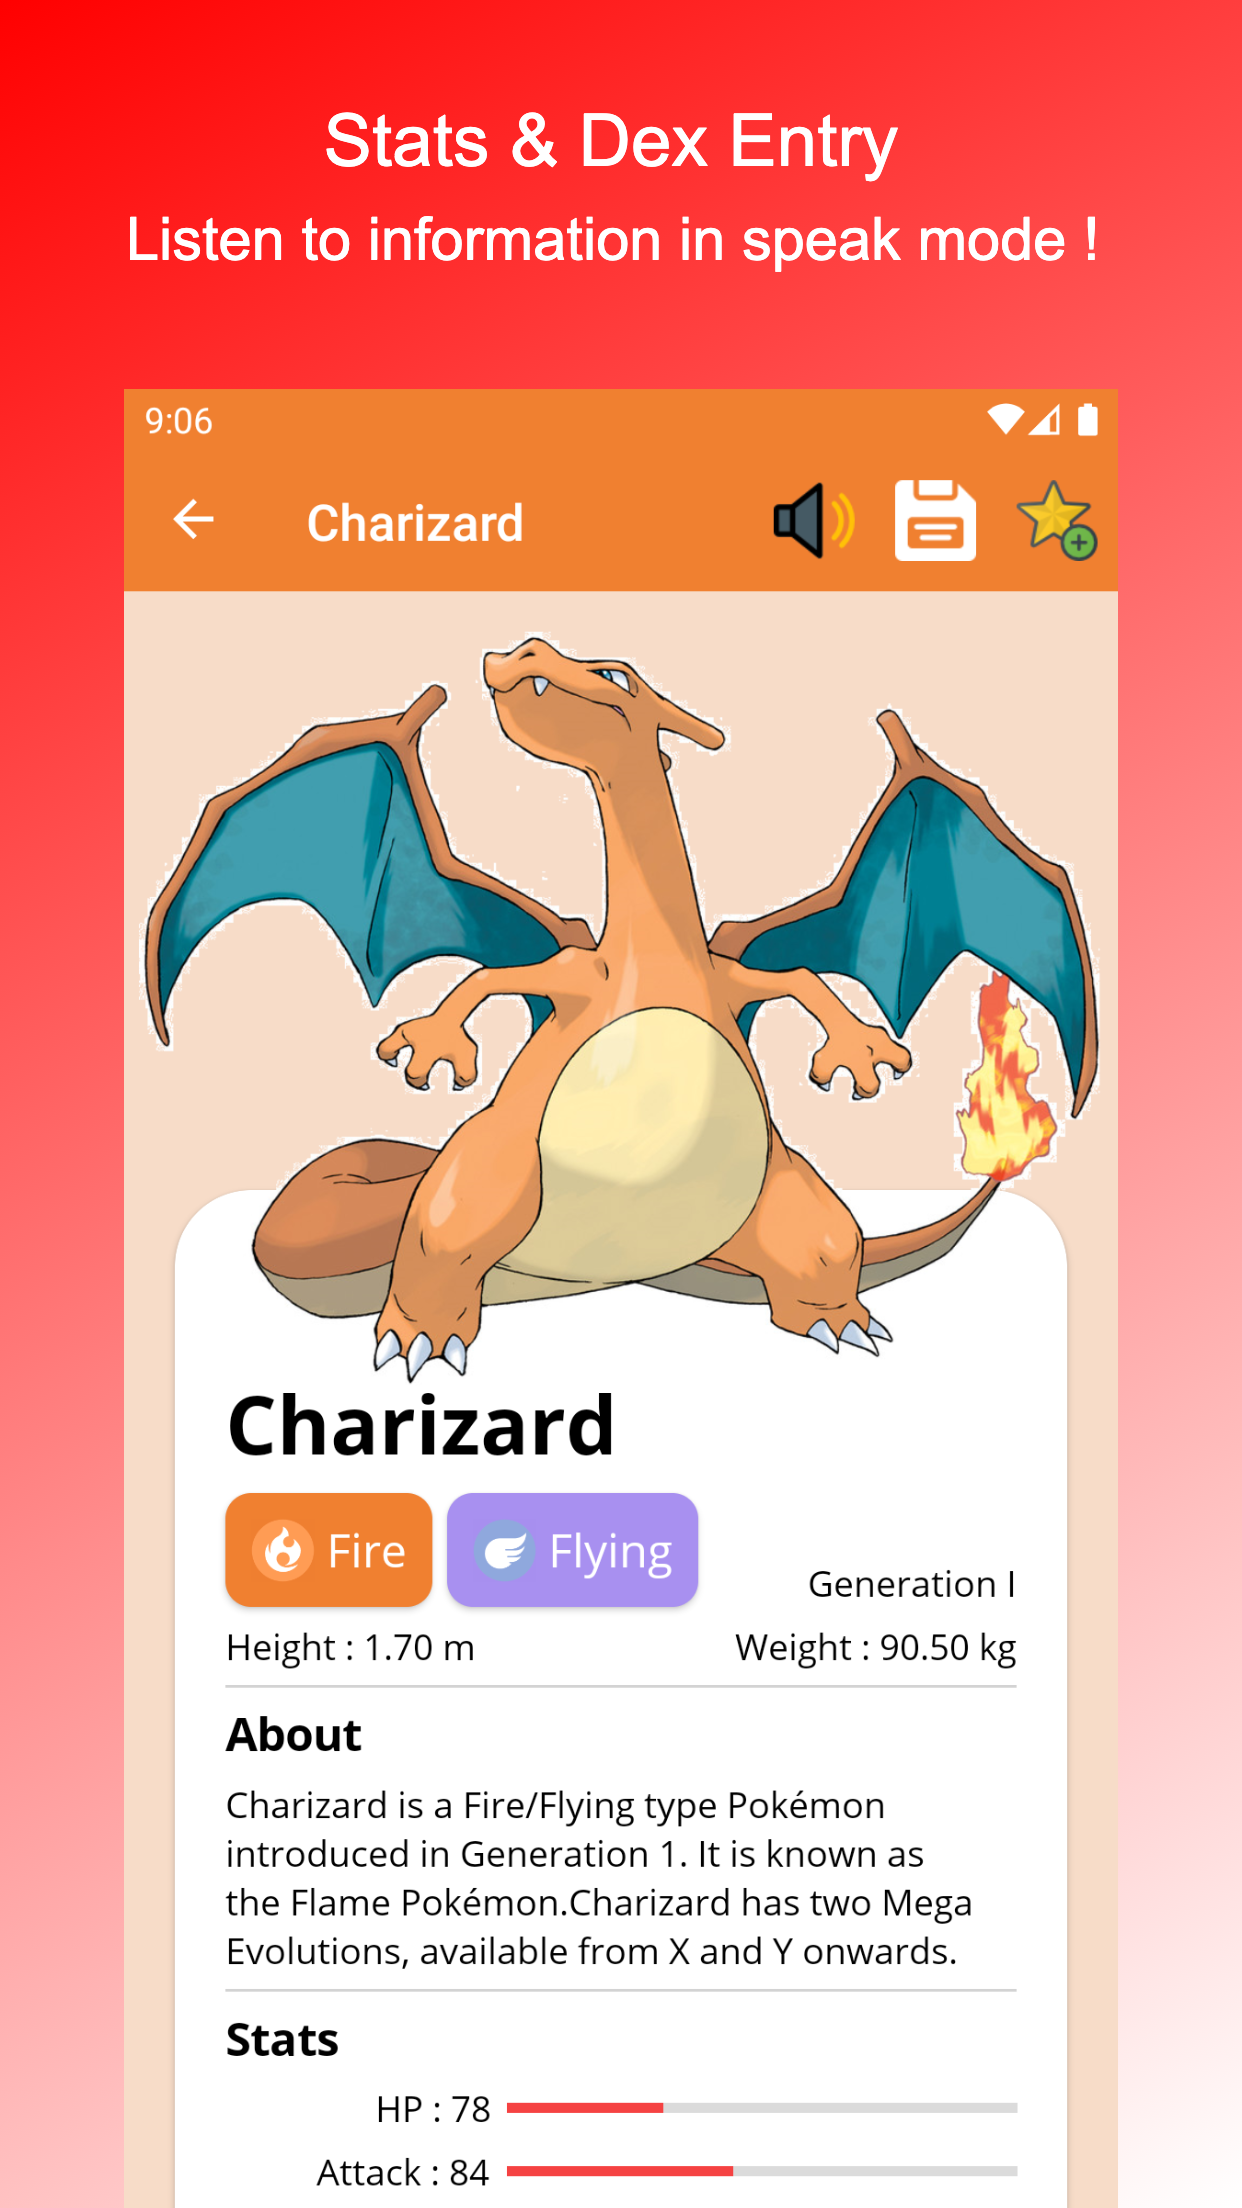 Stats & Dex Entry
Listen to information in speak mode !
9:06
Charizard
Charizard
Fire
Flying
Generation I
Height : 1.70 m
Weight : 90.50 kg
About
Charizard is a Fire/Flying type Pokémon
introduced in Generation 1. It is known as
the Flame Pokémon.Charizard has two Mega
Evolutions, available from X and Y onwards.
Stats
HP : 78
Attack : 84